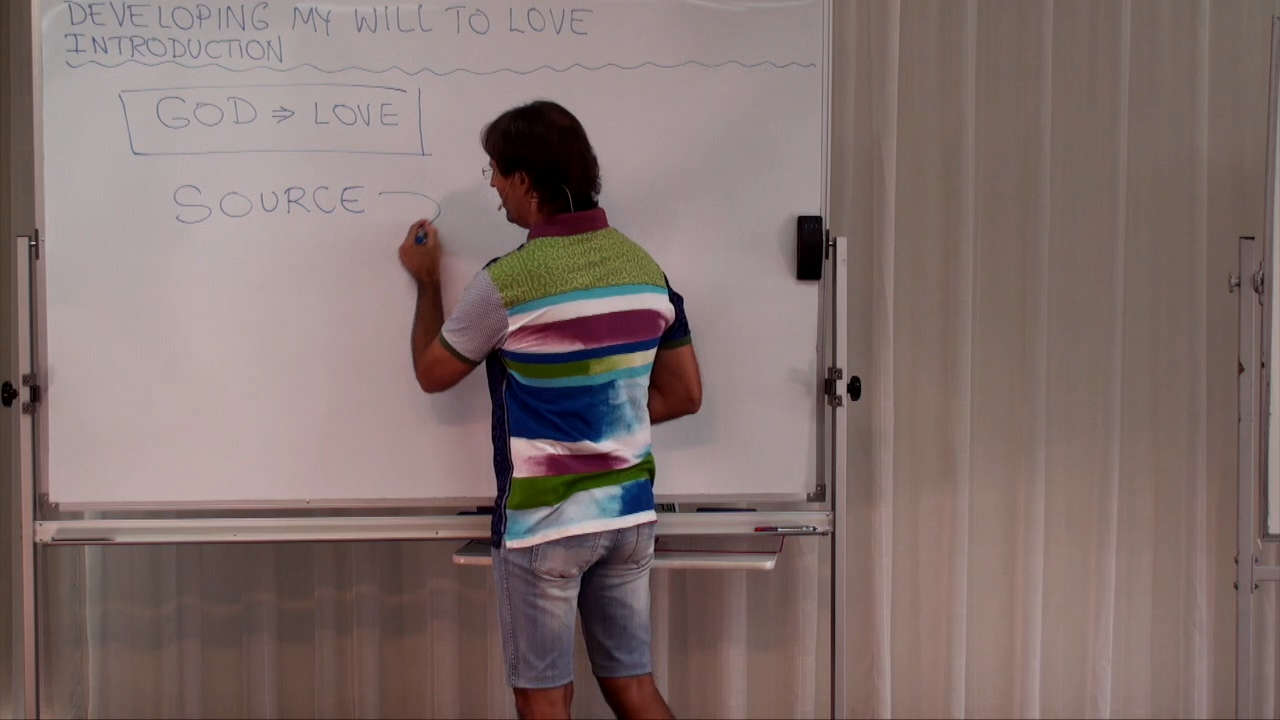 DEVELOPING MY WILL TO LOVE
INTRODUCTION
GOD ⇒ LOVE
SOURCE